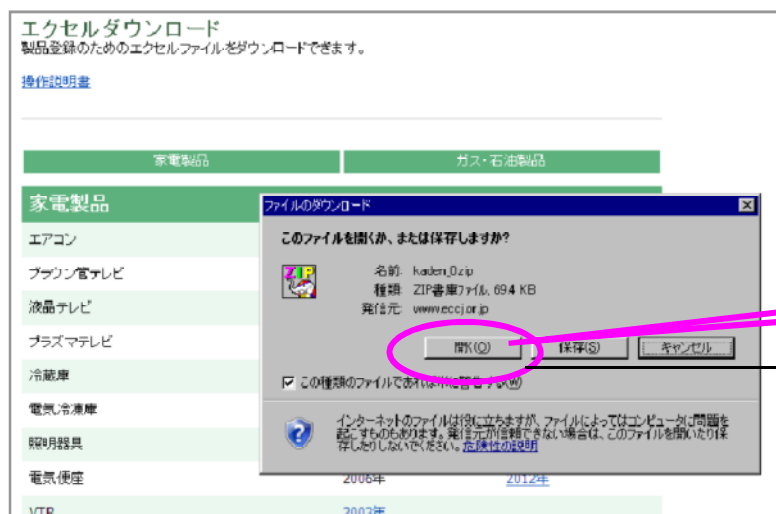 エクセルダウンロード
製品登録のためのエクセルファイルをダウンロードできます。
操作説明書
家電製品
ガス・石油製品
家電製品
エアコン
ブラウン管テレビ
液晶テレビ
プラズマテレビ
冷蔵庫
電気冷凍庫
照明器具
電気便座
2006年
2012年
VTR
2003年
ファイルのダウンロード
このファイルを開くか、または保存しますか?
ZIP
名前: kaden_0.zip
種類: ZIP書庫ファイル, 694 KB
発信元: www.eccj.or.jp
開く(O)
保存(S)
キャンセル
この種類のファイルであれば常に警告する(W)
インターネットのファイルは役に立ちますが、ファイルによってはコンピュータに問題を
起こすものもあります。発信元が信頼できない場合は、このファイルを開いたり保
存したりしないでください。危険性の説明